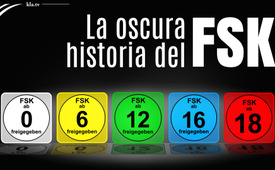 kla.tv
La oscura
historia del
FSK
FSK
ab
0
freigegeben
FSK
ab
6
freigegeben
FSK
ab
12
freigegeben
FSK
ab
16
freigegeben
FSK
ab
18
freigegeben